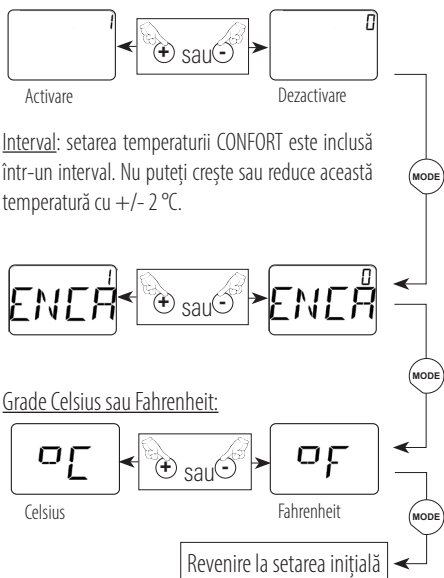 1 + sau - 0
Activare Dezactivare
Interval: setarea temperaturii CONFORT este inclusă
într-un interval. Nu puteți crește sau reduce această
temperatură cu +/- 2 °C.
MODE
1 0
ENCA + sau - ENCA
MODE
Grade Celsius sau Fahrenheit:
°C + sau - °F
Celsius Fahrenheit
MODE
Revenire la setarea inițială